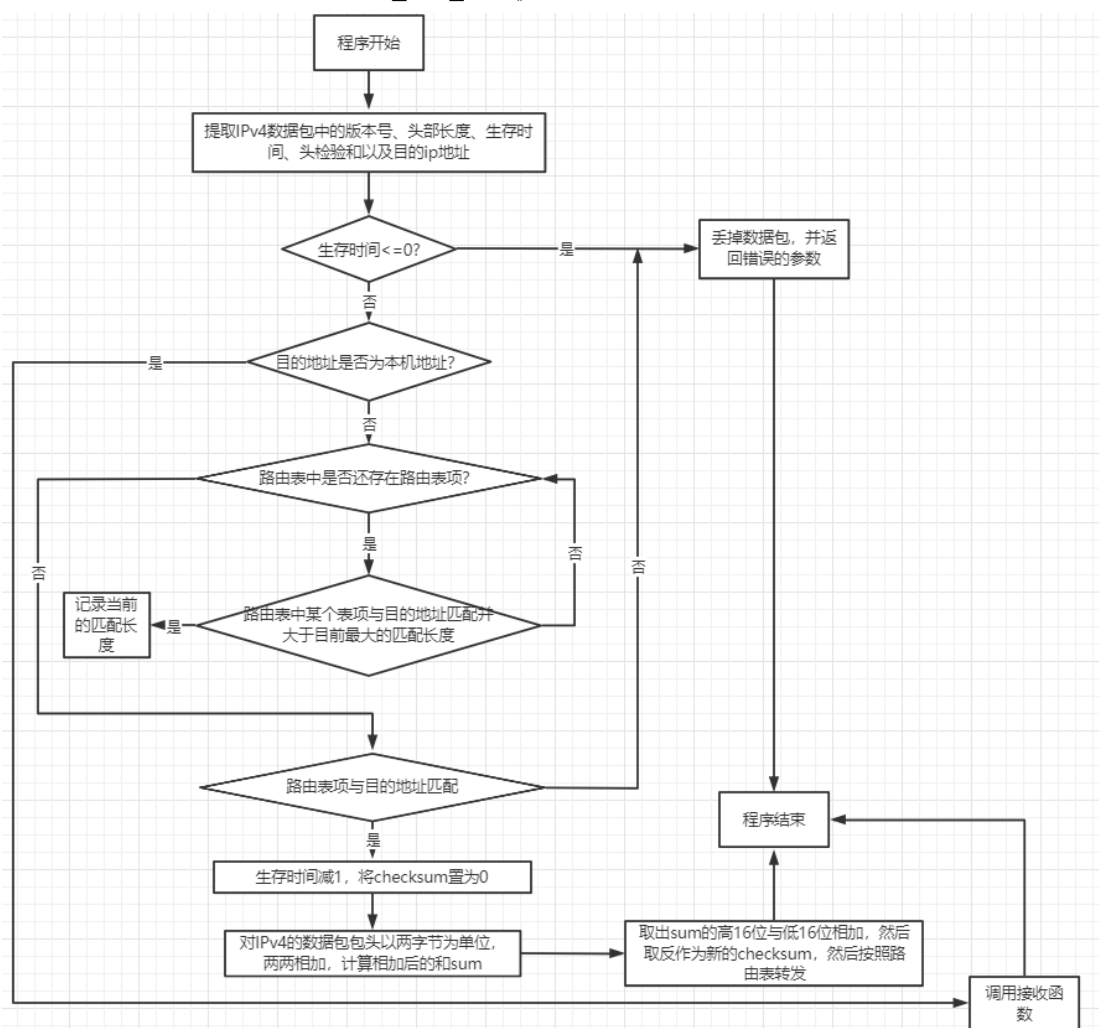 程序开始
提取IPv4数据包中的版本号、头部长度、生存时
间、头检验和以及目的ip地址
生存时间<=0?
是
丢掉数据包，并返
回错误的参数
否
目的地址是否为本机地址?
是
否
路由表中是否还存在路由表项?
是
否
否
否
路由表中某个表项与目的地址匹配并
大于目前最大的匹配长度
是
记录当前
的匹配长
度
路由表项与目的地址匹配
是
程序结束
生存时间减1，将checksum置为0
对IPv4的数据包包头以两字节为单位，
两两相加，计算相加后的和sum
取出sum的高16位与低16位相加，然后
取反作为新的checksum，然后按照路
由表转发
调用接收函
数